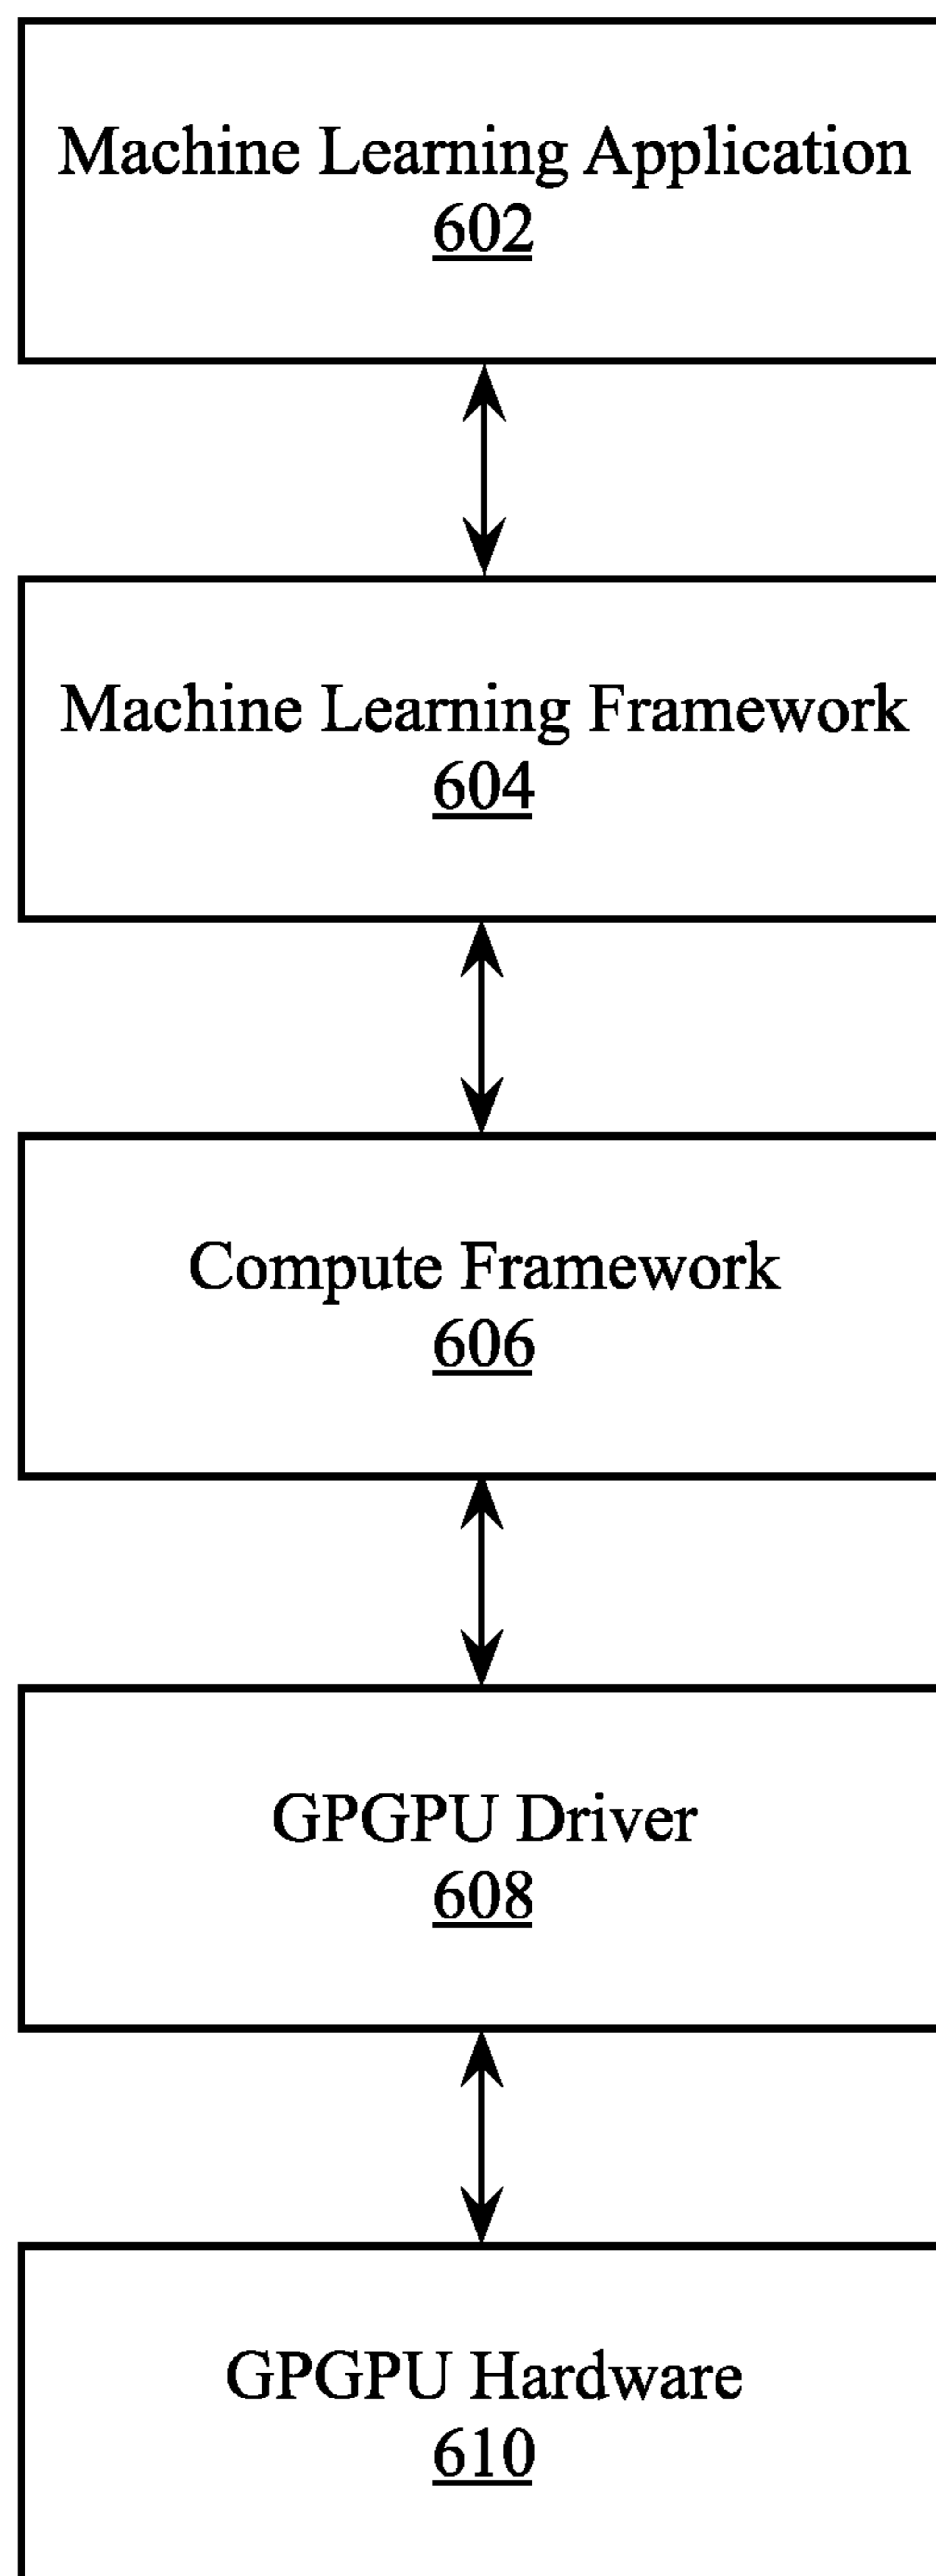 Machine Learning Application
602
Machine Learning Framework
604
Compute Framework
606
GPGPU Driver
608
GPGPU Hardware
610